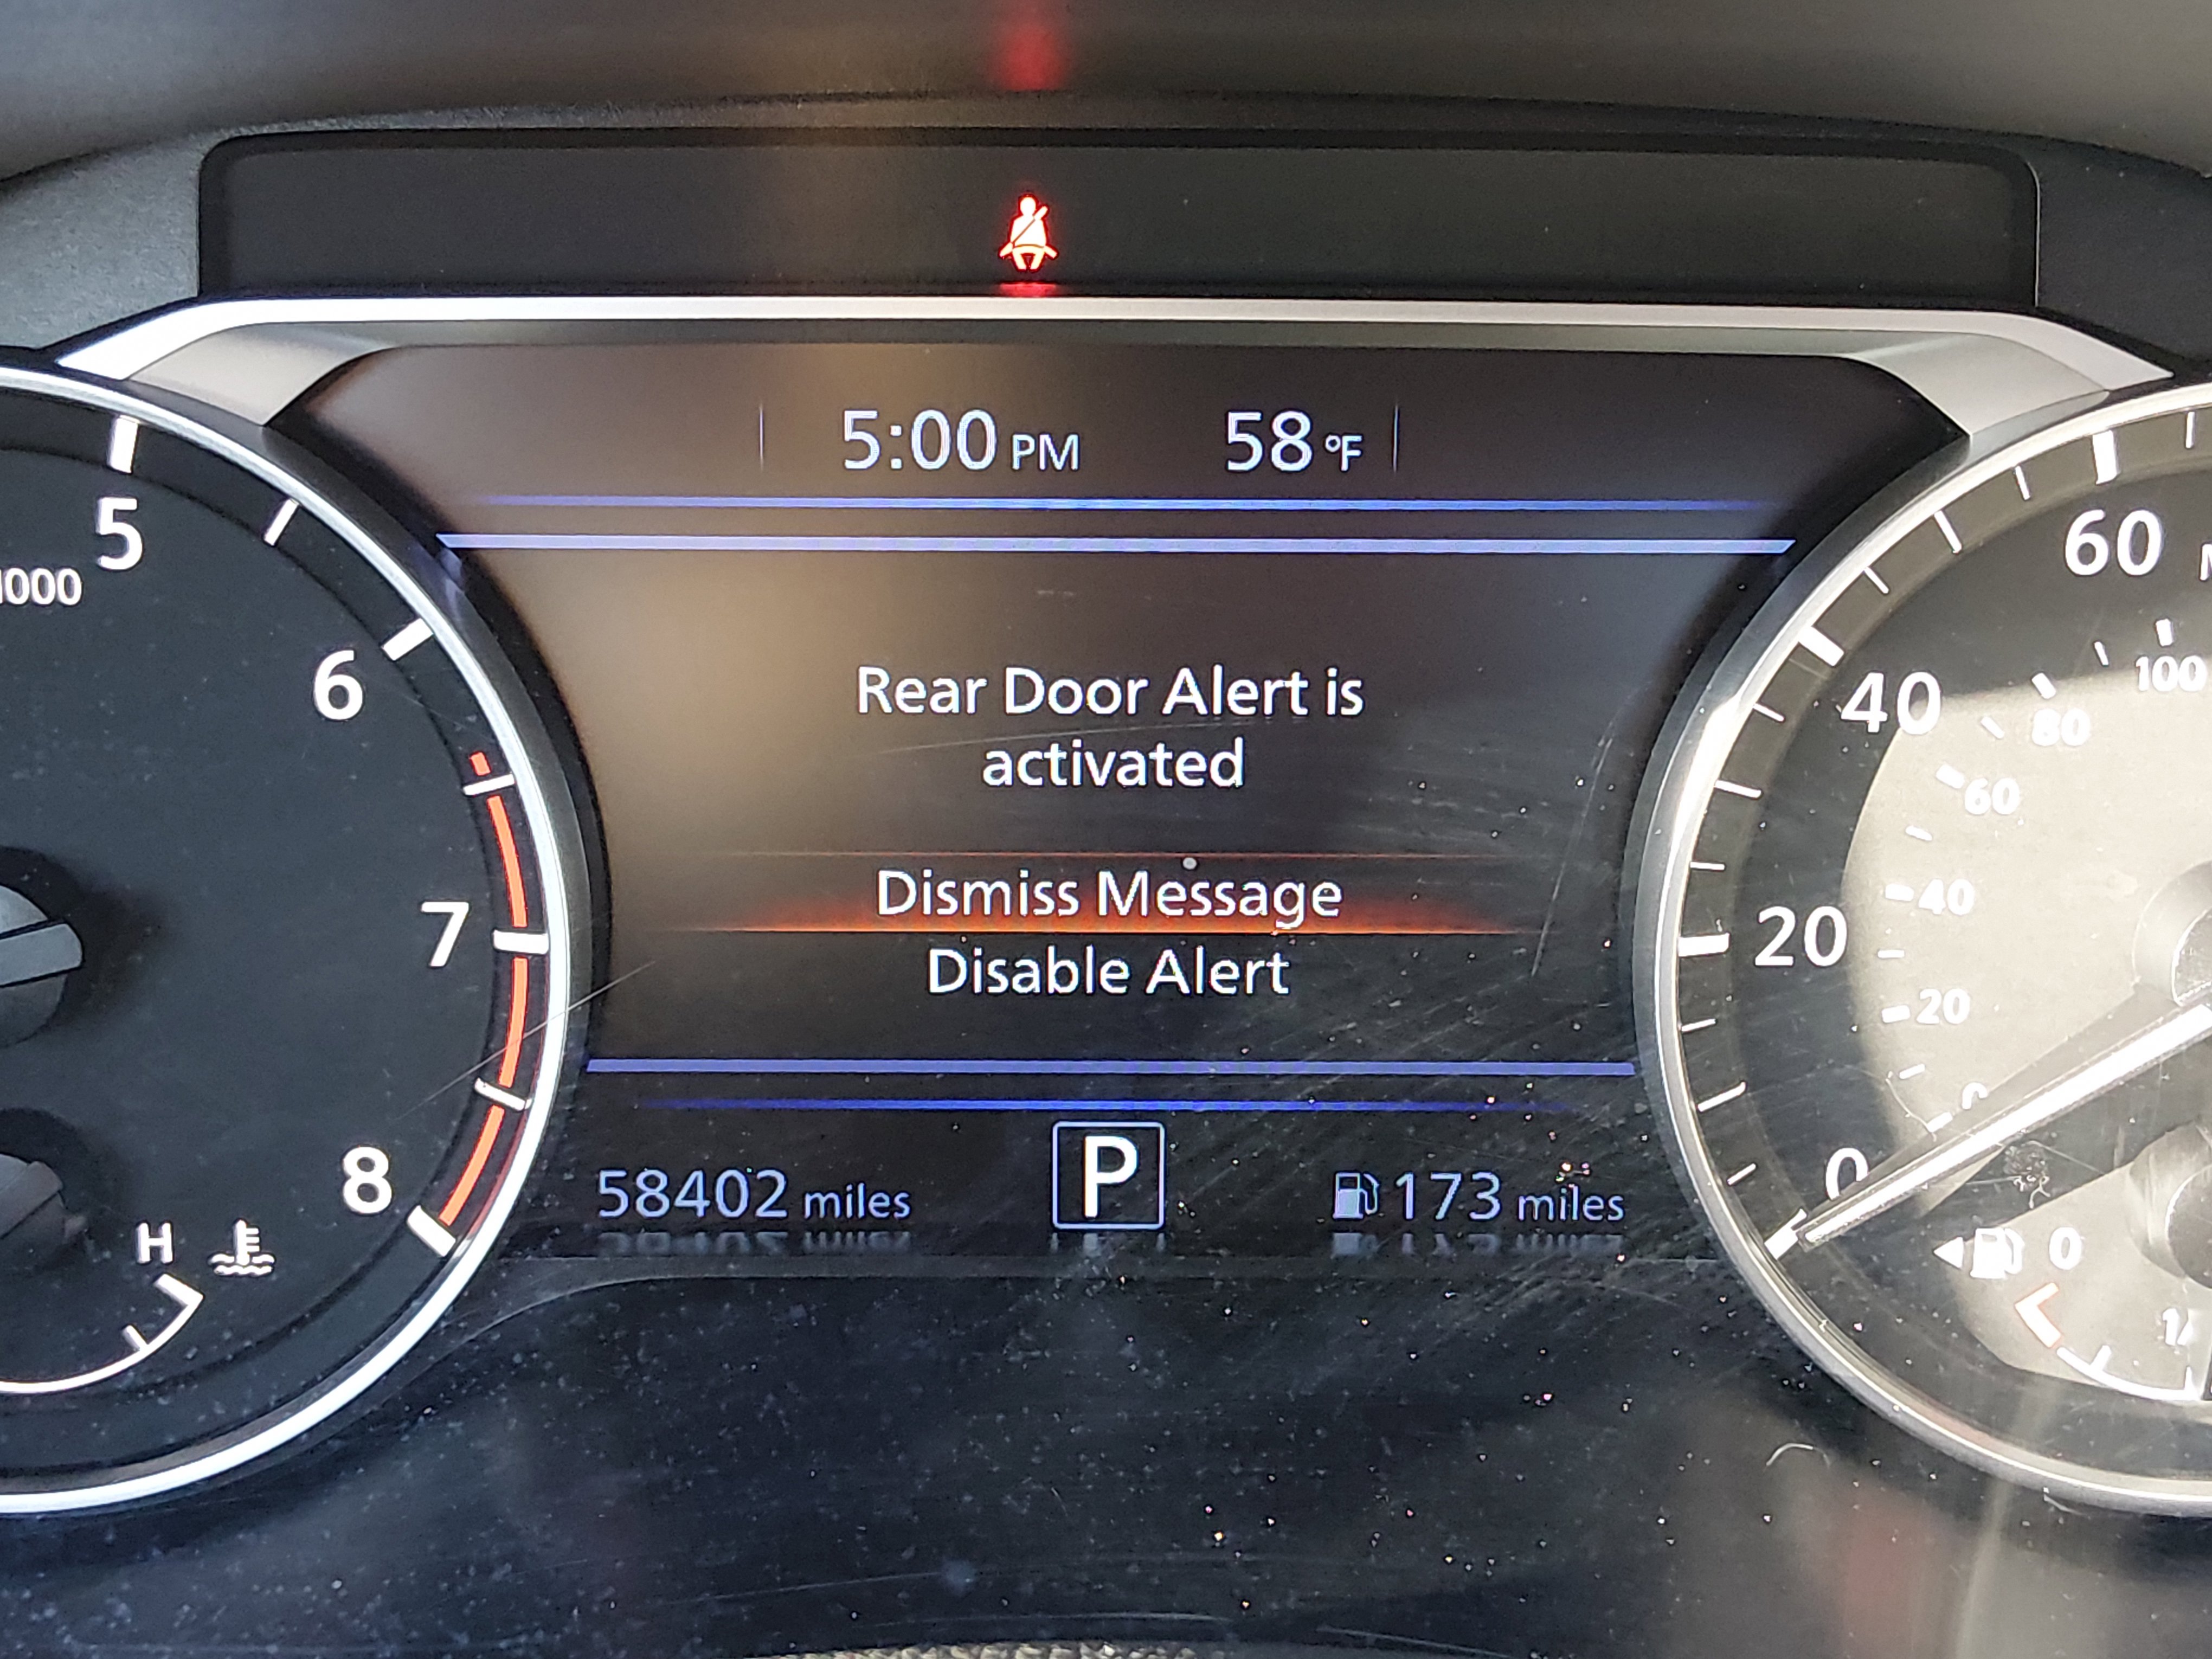 5:00 PM 58 °F
5
1000
6
7
8
H
Rear Door Alert is
activated
Dismiss Message
Disable Alert
58402 miles P 173 miles
60
40
20
0
100
80
60
40
20
0
0